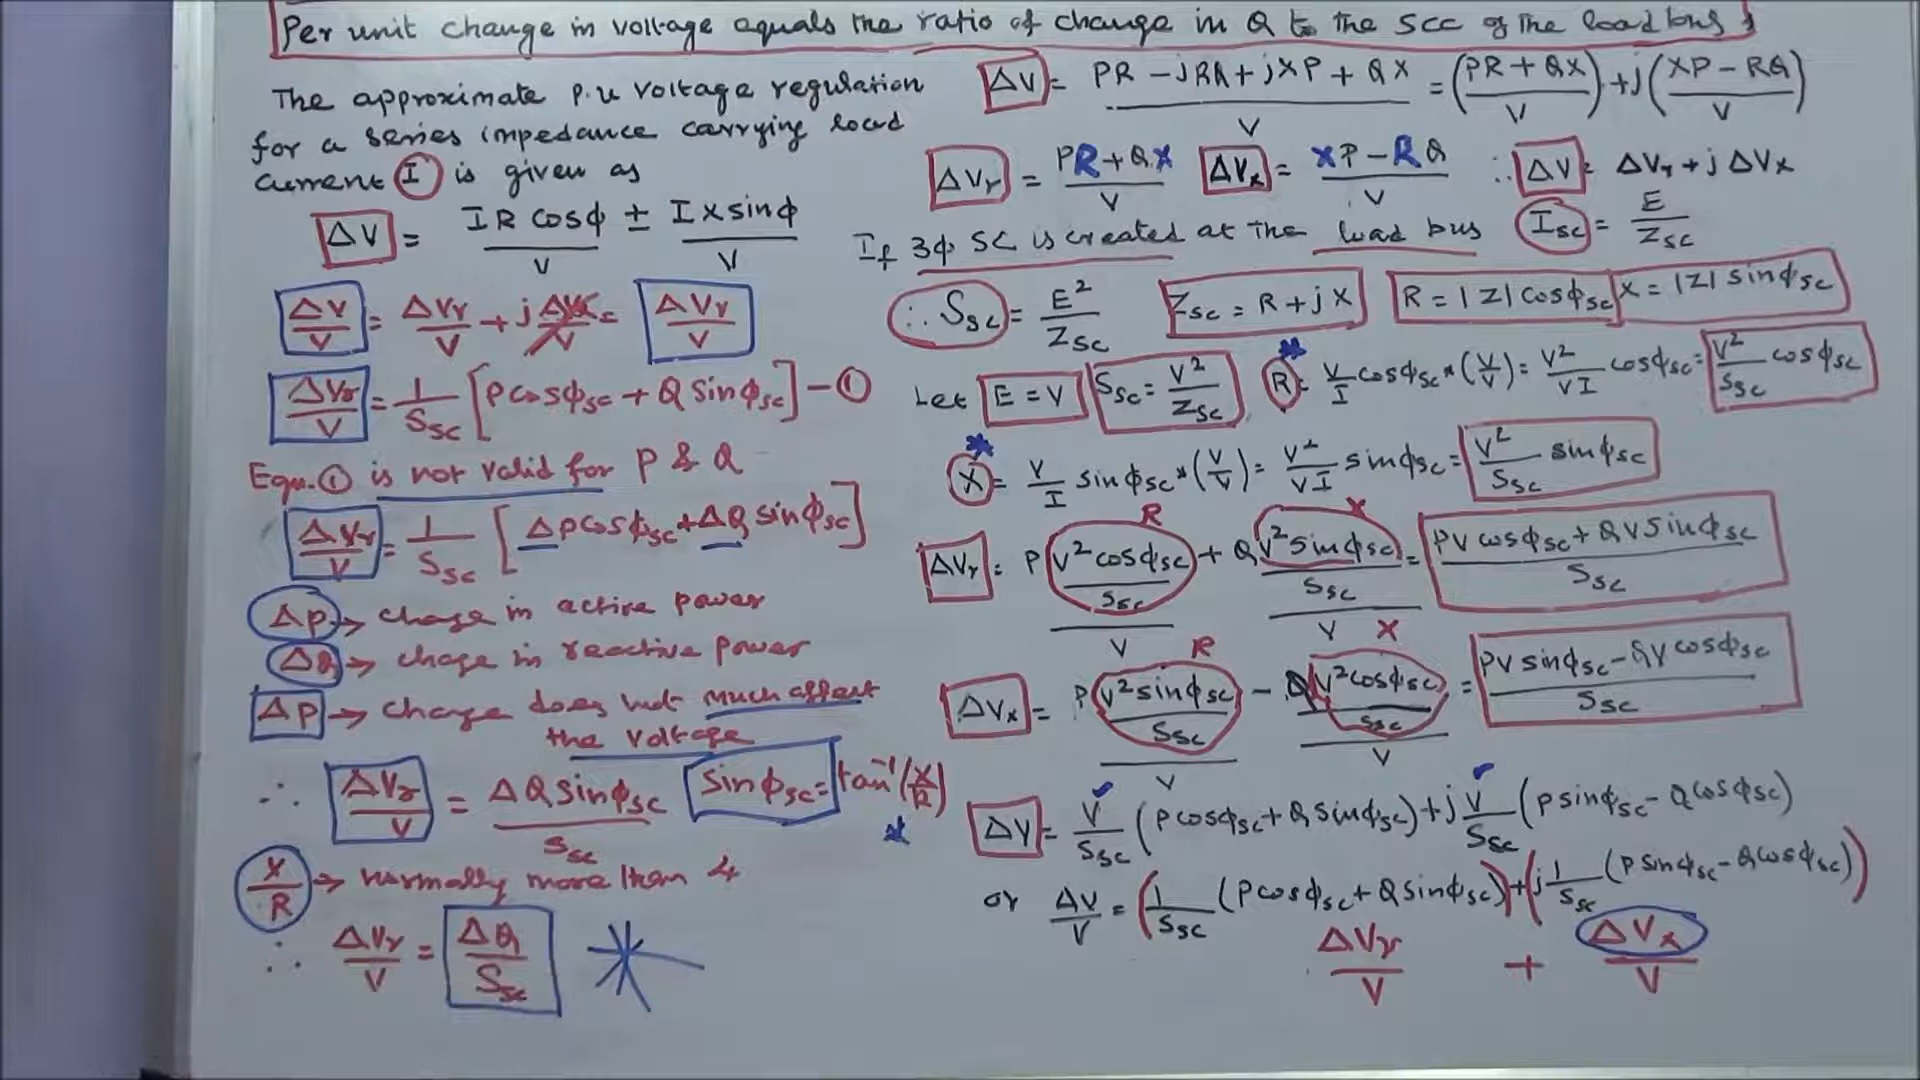 Per unit change in voltage equals the ratio of change in Q to the SCC of the load bus
The approximate p.u voltage regulation
for a series impedance carrying load
current I is given as
ΔV = IR cosφ/V ± IX sinφ/V
ΔV/V = ΔVr/V + j ΔVx/V = ΔVr/V
ΔVr/V = 1/Ssc [Pcosφsc + Q sinφsc] - ①
Equ. ① is not valid for P & Q
ΔVr/V = 1/Ssc [ΔPcosφsc + ΔQ sinφsc]
ΔP → change in active power
ΔQ → chage in reactive power
ΔP → change does not much affect
the voltage
∴ ΔVr/V = ΔQ sinφsc/Ssc sinφsc = tan⁻¹(X/R)
X/R → normally more than 4
∴ ΔVr/V = ΔQ/Ssc
ΔV = PR - jRQ + jXP + QX / V = (PR + QX / V) + j(XP - RQ / V)
ΔVr = PR + QX / V ΔVx = XP - RQ / V ∴ ΔV = ΔVr + jΔVx
If 3φ SC is created at the load bus Isc = E/Zsc
∴ Ssc = E²/Zsc Zsc = R + jX R = |Z| cosφsc X = |Z| sinφsc
Let E = V Ssc = V²/Zsc R = V/I cosφsc * (V/V) = V²/VI cosφsc = V²/Ssc cosφsc
X = V/I sinφsc * (V/V) = V²/VI sinφsc = V²/Ssc sinφsc
R X
ΔVr = P V² cosφsc/Ssc / V + Q V² sinφsc/Ssc / V = PV cosφsc + QV sinφsc / Ssc
R X
ΔVx = P V² sinφsc/Ssc / V - Q V² cosφsc/Ssc / V = PV sinφsc - QV cosφsc / Ssc
ΔV = V/Ssc (Pcosφsc + Q sinφsc) + j V/Ssc (P sinφsc - Q cosφsc)
or ΔV/V = (1/Ssc (Pcosφsc + Q sinφsc)) + (j 1/Ssc (P sinφsc - Q cosφsc))
ΔVr/V + ΔVx/V